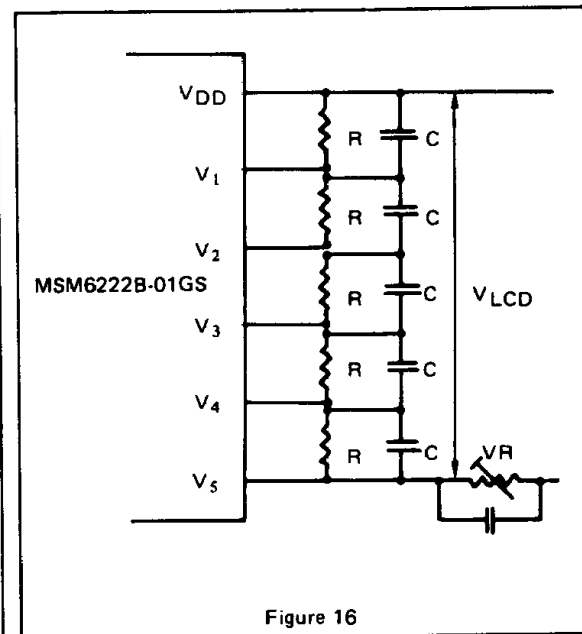 VDD
R C
V1
R C
V2
MSM6222B-01GS
R C
VLCD
V3
R C
V4
R C
VR
V5
Figure 16